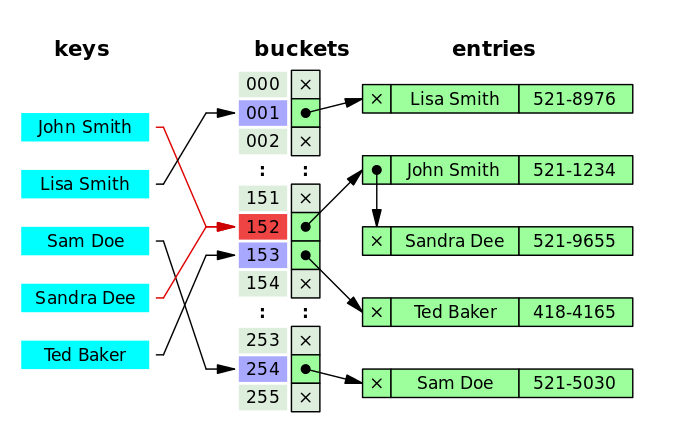 keys buckets entries
000 ×
× Lisa Smith 521-8976
001
John Smith
002 ×
: :
John Smith 521-1234
Lisa Smith
151 ×
152
Sam Doe
× Sandra Dee 521-9655
153
154 ×
Sandra Dee
: :
× Ted Baker 418-4165
253 ×
Ted Baker
254
× Sam Doe 521-5030
255 ×